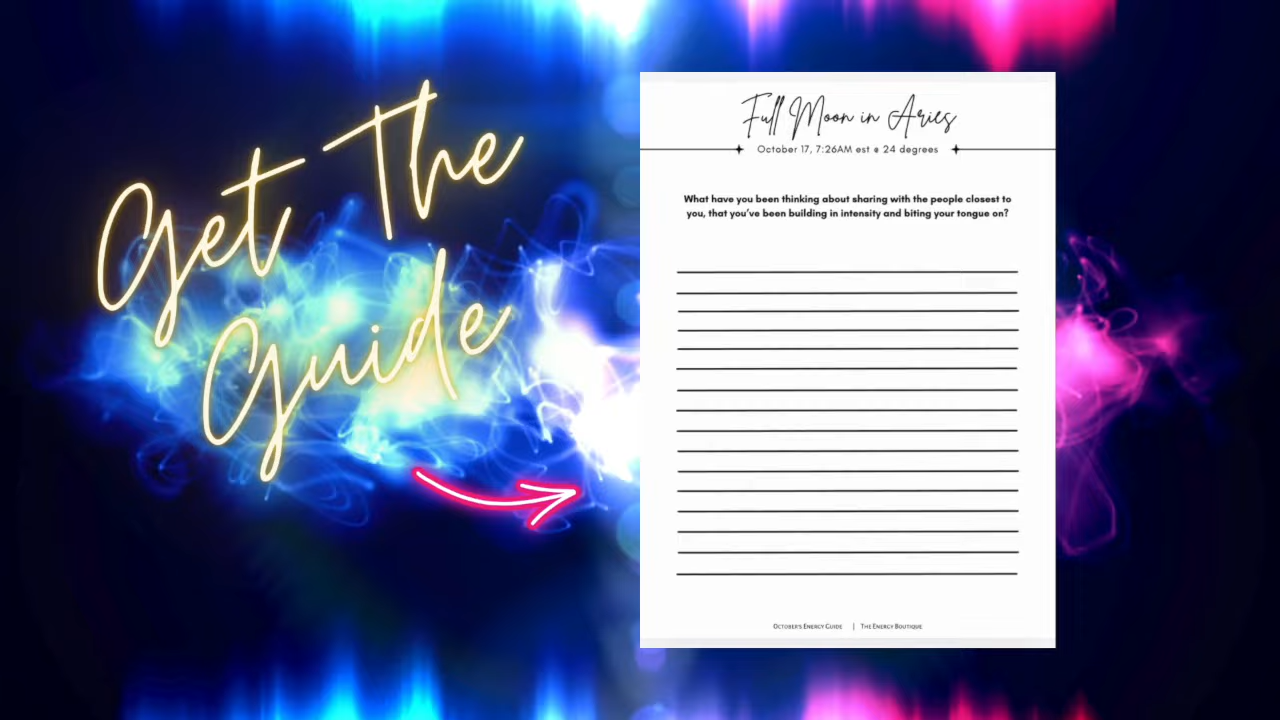 Get The
Guide
Full Moon in Aries
October 17, 7:26AM est @ 24 degrees
What have you been thinking about sharing with the people closest to
you, that you've been building in intensity and biting your tongue on?
October's Energy Guide | The Energy Boutique